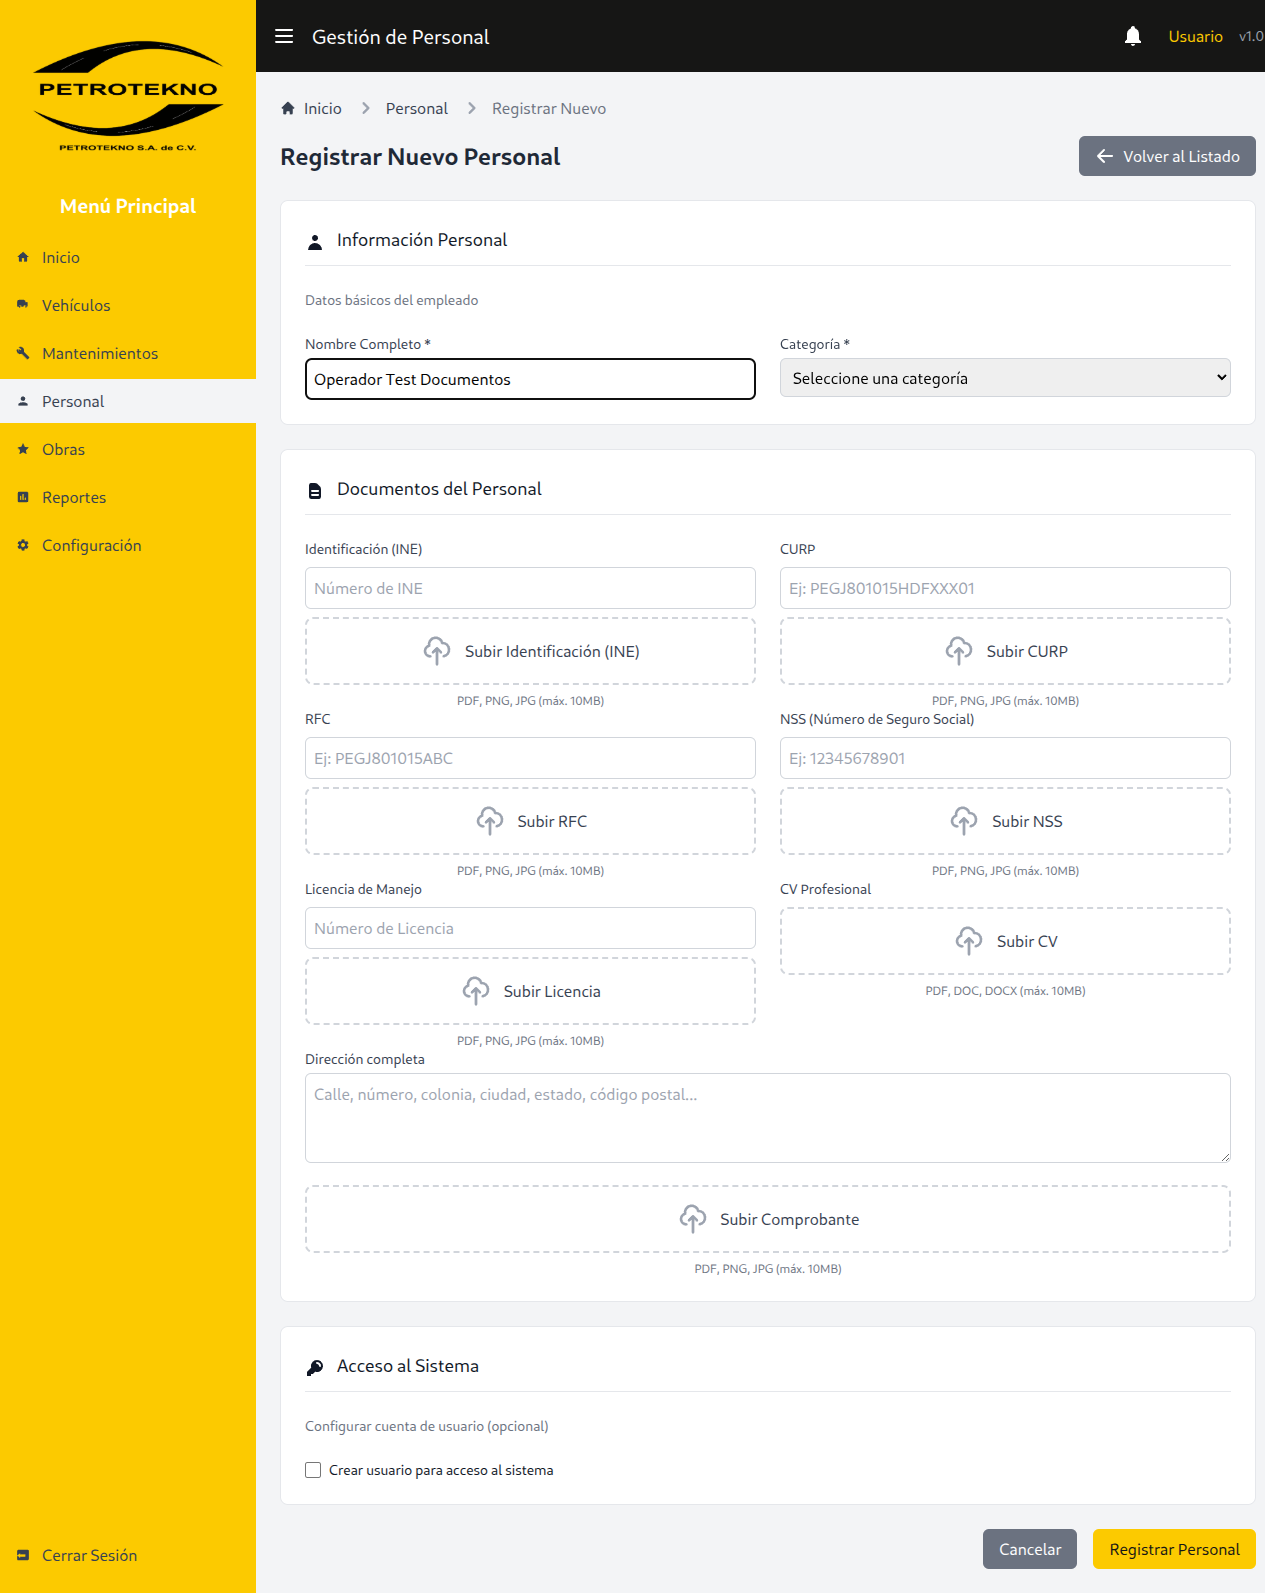 PETROTEKNO
PETROTEKNO S.A. de C.V.
Menú Principal
Inicio
Vehículos
Mantenimientos
Personal
Obras
Reportes
Configuración
Cerrar Sesión
Gestión de Personal
Usuario
v1.0
Inicio
Personal
Registrar Nuevo
Registrar Nuevo Personal
Volver al Listado
Información Personal
Datos básicos del empleado
Nombre Completo *
Operador Test Documentos
Categoría *
Seleccione una categoría
Documentos del Personal
Identificación (INE)
Número de INE
Subir Identificación (INE)
PDF, PNG, JPG (máx. 10MB)
CURP
Ej: PEGJ801015HDFXXX01
Subir CURP
PDF, PNG, JPG (máx. 10MB)
RFC
Ej: PEGJ801015ABC
Subir RFC
PDF, PNG, JPG (máx. 10MB)
NSS (Número de Seguro Social)
Ej: 12345678901
Subir NSS
PDF, PNG, JPG (máx. 10MB)
Licencia de Manejo
Número de Licencia
Subir Licencia
PDF, PNG, JPG (máx. 10MB)
CV Profesional
Subir CV
PDF, DOC, DOCX (máx. 10MB)
Dirección completa
Calle, número, colonia, ciudad, estado, código postal...
Subir Comprobante
PDF, PNG, JPG (máx. 10MB)
Acceso al Sistema
Configurar cuenta de usuario (opcional)
Crear usuario para acceso al sistema
Cancelar
Registrar Personal